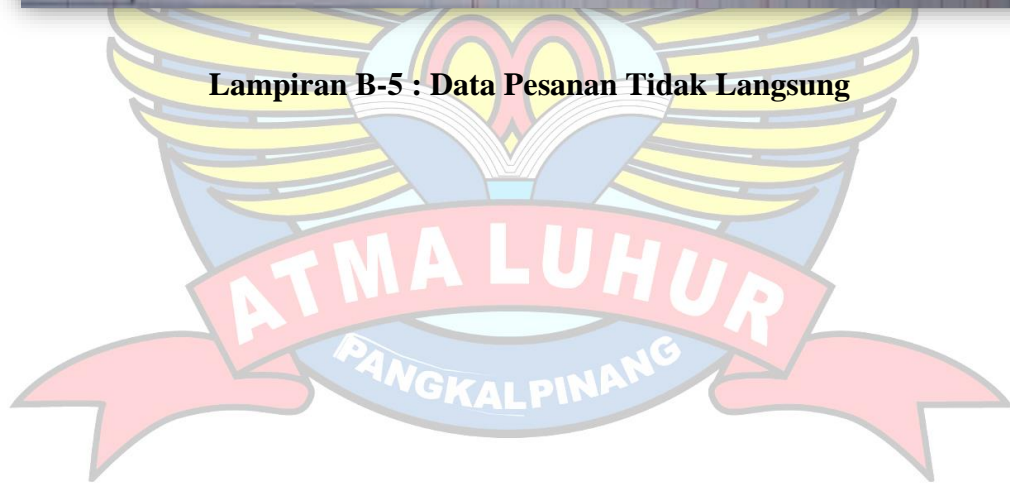 Lampiran B-5 : Data Pesanan Tidak Langsung
ATMA LUHUR
PANGKALPINANG